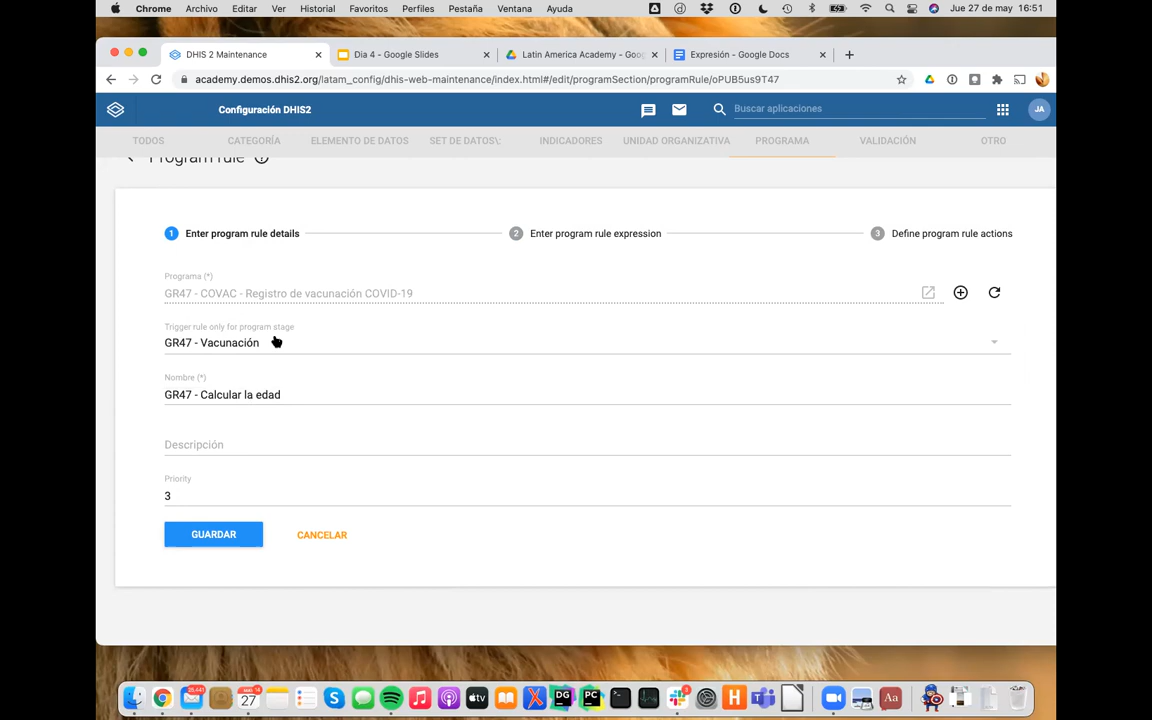 Chrome Archivo Editar Ver Historial Favoritos Perfiles Pestaña Ventana Ayuda Jue 27 de may 16:51
DHIS 2 Maintenance Dia 4 - Google Slides Latin America Academy - Goo Expresión - Google Docs
academy.demos.dhis2.org/latam_config/dhis-web-maintenance/index.html#/edit/programSection/programRule/oPUB5us9T47
Configuración DHIS2 Buscar aplicaciones JA
TODOS CATEGORÍA ELEMENTO DE DATOS SET DE DATOS\: INDICADORES UNIDAD ORGANIZATIVA PROGRAMA VALIDACIÓN OTRO
Program rule
1 Enter program rule details 2 Enter program rule expression 3 Define program rule actions
Programa (*)
GR47 - COVAC - Registro de vacunación COVID-19
Trigger rule only for program stage
GR47 - Vacunación
Nombre (*)
GR47 - Calcular la edad
Descripción
Priority
3
GUARDAR CANCELAR